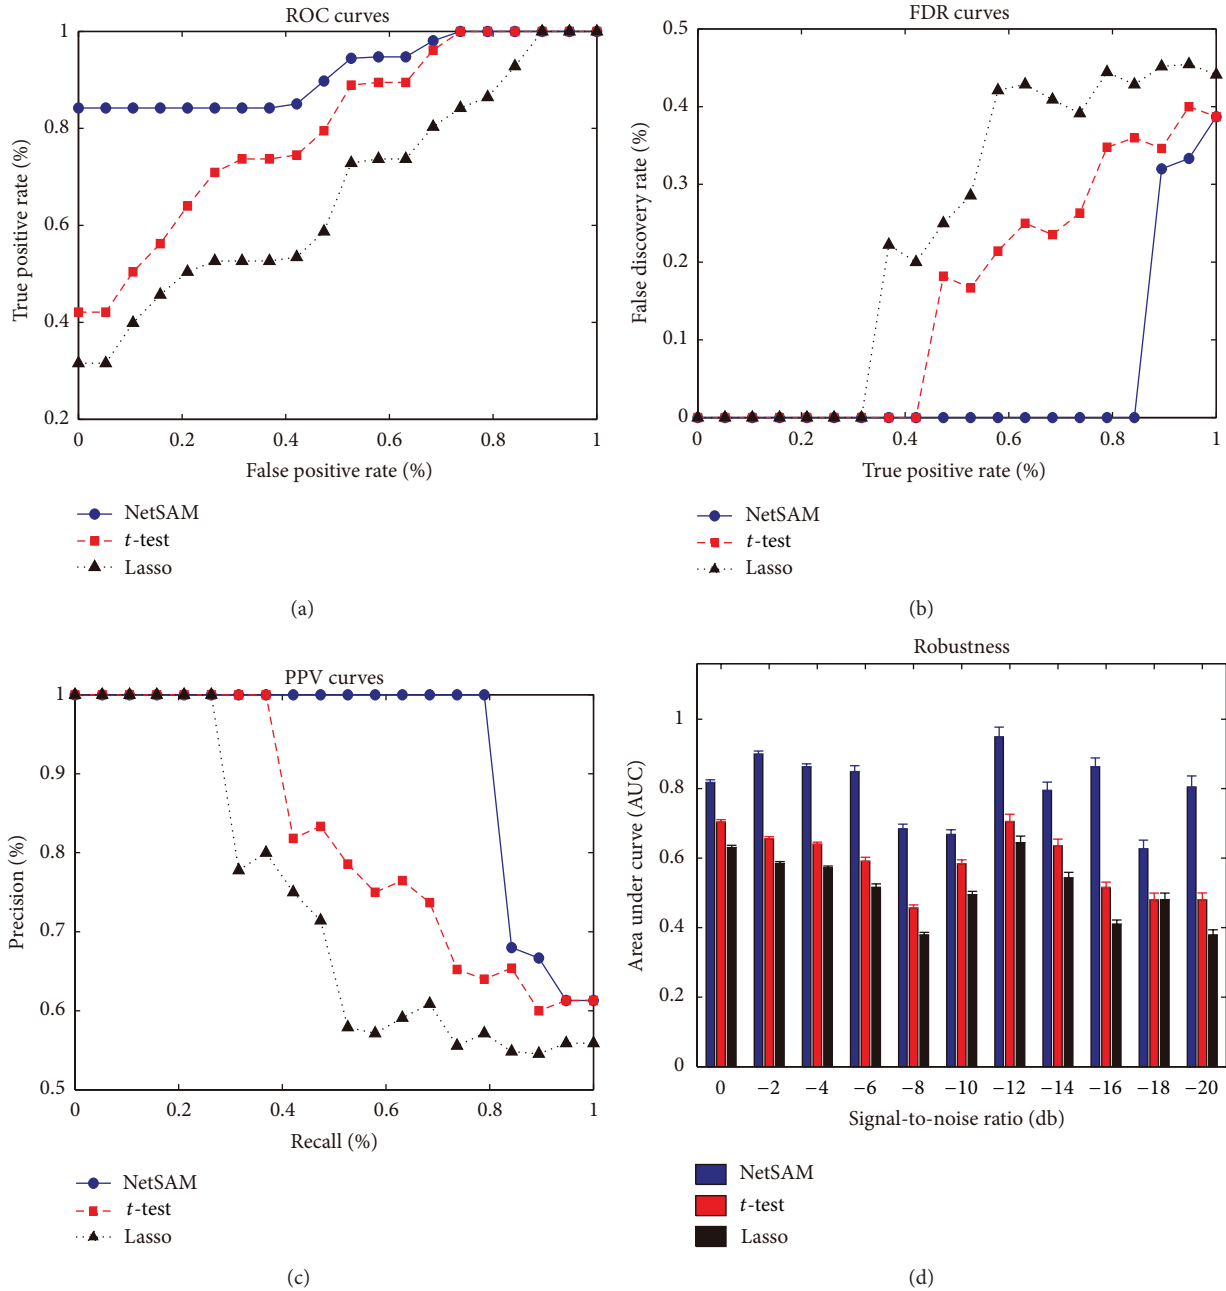 ROC curves
1
0.8
0.6
0.4
0.2
True positive rate (%)
0 0.2 0.4 0.6 0.8 1
False positive rate (%)
NetSAM
t-test
Lasso
(a)
FDR curves
0.5
0.4
0.3
0.2
0.1
0
False discovery rate (%)
0 0.2 0.4 0.6 0.8 1
True positive rate (%)
NetSAM
t-test
Lasso
(b)
PPV curves
1
0.9
0.8
0.7
0.6
0.5
Precision (%)
0 0.2 0.4 0.6 0.8 1
Recall (%)
NetSAM
t-test
Lasso
(c)
Robustness
1
0.8
0.6
0.4
0.2
0
Area under curve (AUC)
0 −2 −4 −6 −8 −10 −12 −14 −16 −18 −20
Signal-to-noise ratio (db)
NetSAM
t-test
Lasso
(d)